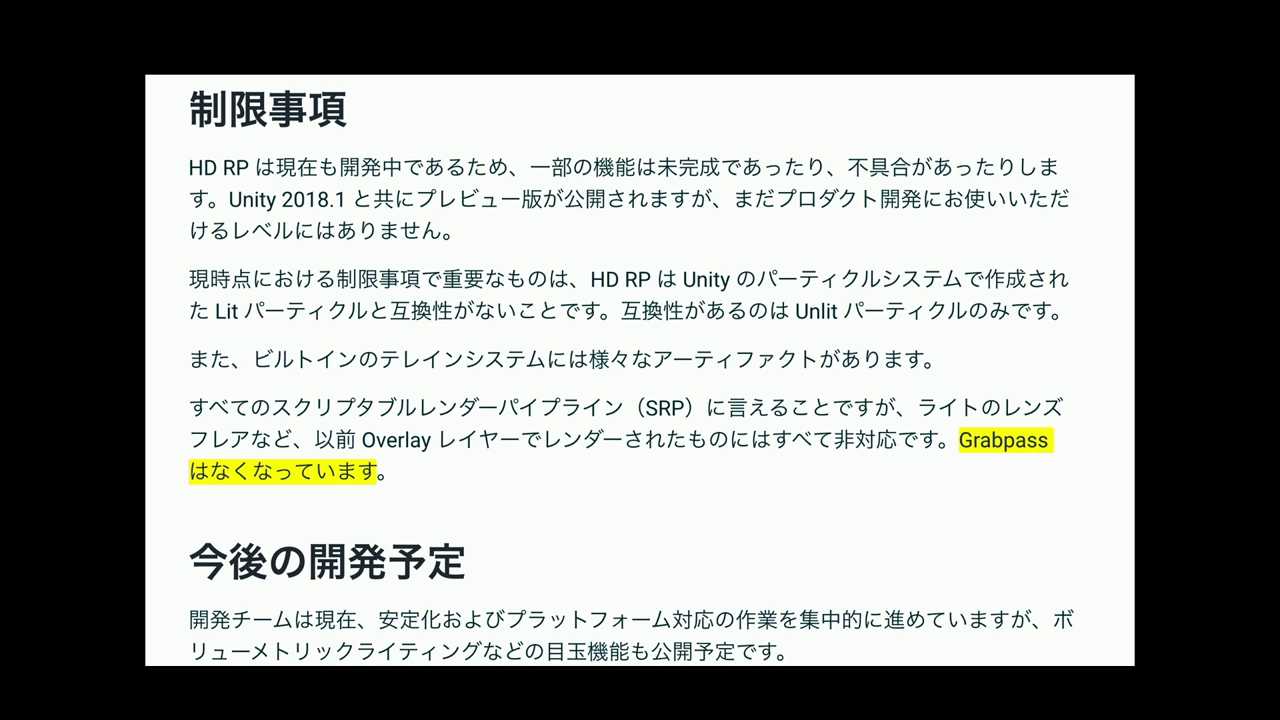 制限事項
HD RP は現在も開発中であるため、一部の機能は未完成であったり、不具合があったりしま
す。Unity 2018.1 と共にプレビュー版が公開されますが、まだプロダクト開発にお使いいただ
けるレベルにはありません。
現時点における制限事項で重要なものは、HD RP は Unity のパーティクルシステムで作成され
た Lit パーティクルと互換性がないことです。互換性があるのは Unlit パーティクルのみです。
また、ビルトインのテレインシステムには様々なアーティファクトがあります。
すべてのスクリプタブルレンダーパイプライン（SRP）に言えることですが、ライトのレンズ
フレアなど、以前 Overlay レイヤーでレンダーされたものにはすべて非対応です。Grabpass
はなくなっています。
今後の開発予定
開発チームは現在、安定化およびプラットフォーム対応の作業を集中的に進めていますが、ボ
リューメトリックライティングなどの目玉機能も公開予定です。